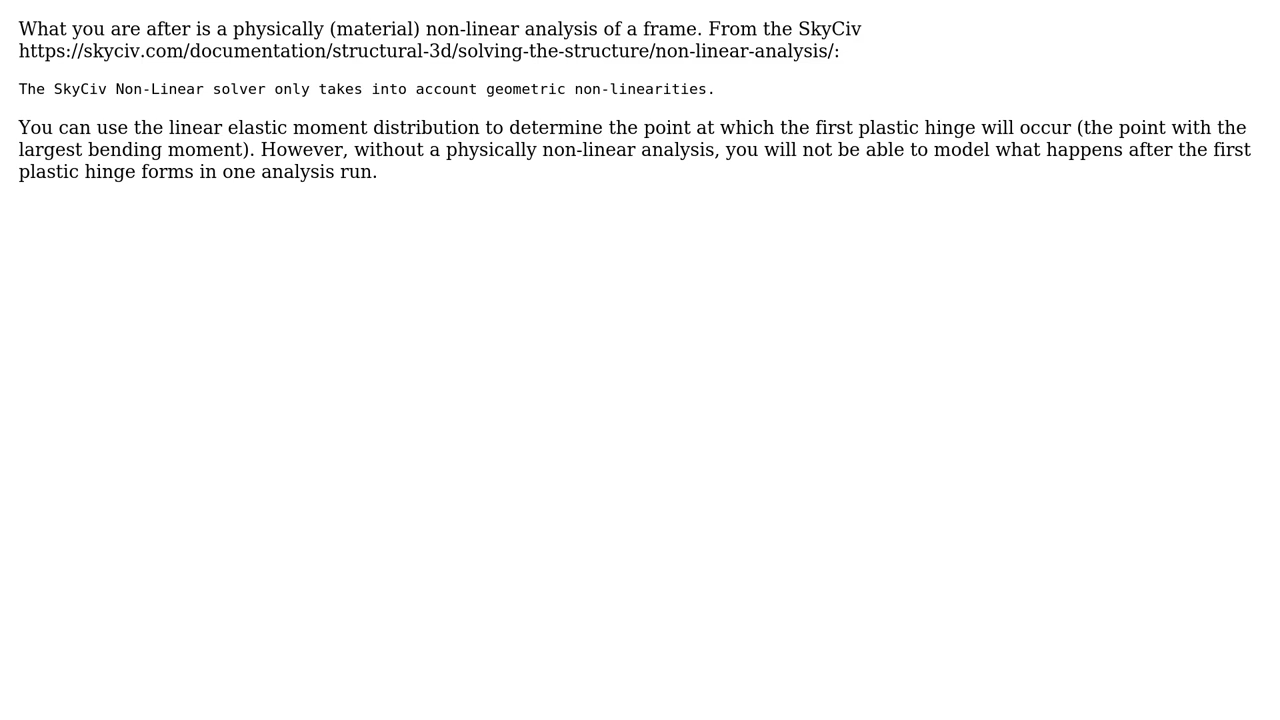 What you are after is a physically (material) non-linear analysis of a frame. From the SkyCiv
https://skyciv.com/documentation/structural-3d/solving-the-structure/non-linear-analysis/:
The SkyCiv Non-Linear solver only takes into account geometric non-linearities.
You can use the linear elastic moment distribution to determine the point at which the first plastic hinge will occur (the point with the
largest bending moment). However, without a physically non-linear analysis, you will not be able to model what happens after the first
plastic hinge forms in one analysis run.